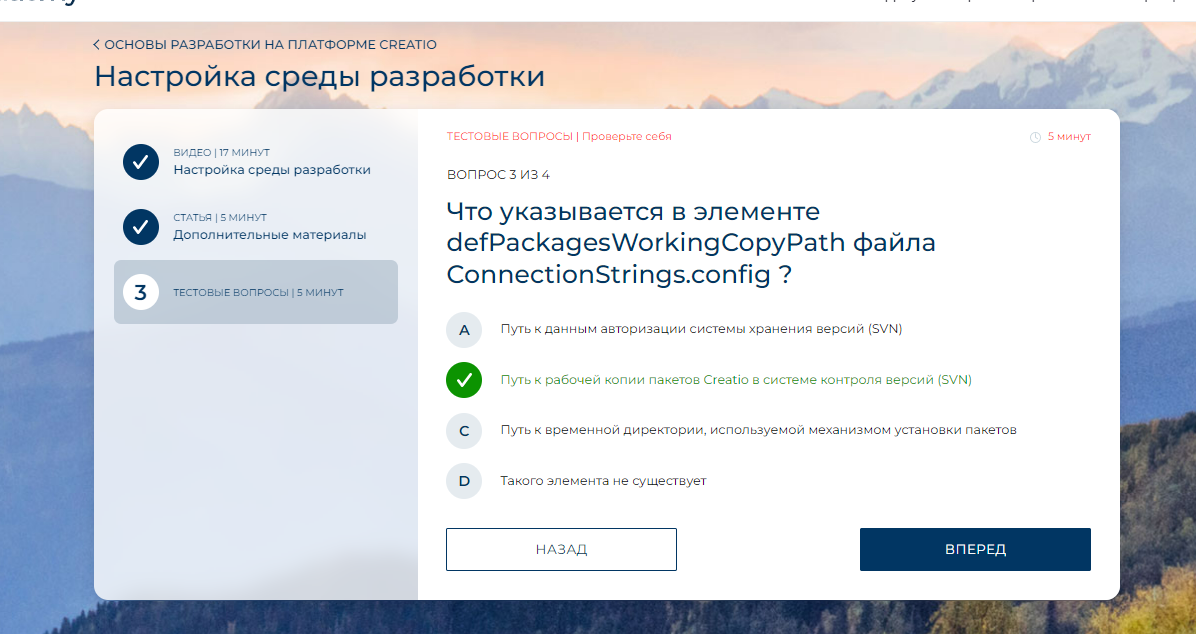 ОСНОВЫ РАЗРАБОТКИ НА ПЛАТФОРМЕ CREATIO
Настройка среды разработки
ВИДЕО | 17 МИНУТ
Настройка среды разработки
СТАТЬЯ | 5 МИНУТ
Дополнительные материалы
3
ТЕСТОВЫЕ ВОПРОСЫ | 5 МИНУТ
ТЕСТОВЫЕ ВОПРОСЫ | Проверьте себя
5 минут
ВОПРОС 3 ИЗ 4
Что указывается в элементе
defPackagesWorkingCopyPath файла
ConnectionStrings.config ?
A Путь к данным авторизации системы хранения версий (SVN)
Путь к рабочей копии пакетов Creatio в системе контроля версий (SVN)
C Путь к временной директории, используемой механизмом установки пакетов
D Такого элемента не существует
НАЗАД
ВПЕРЕД